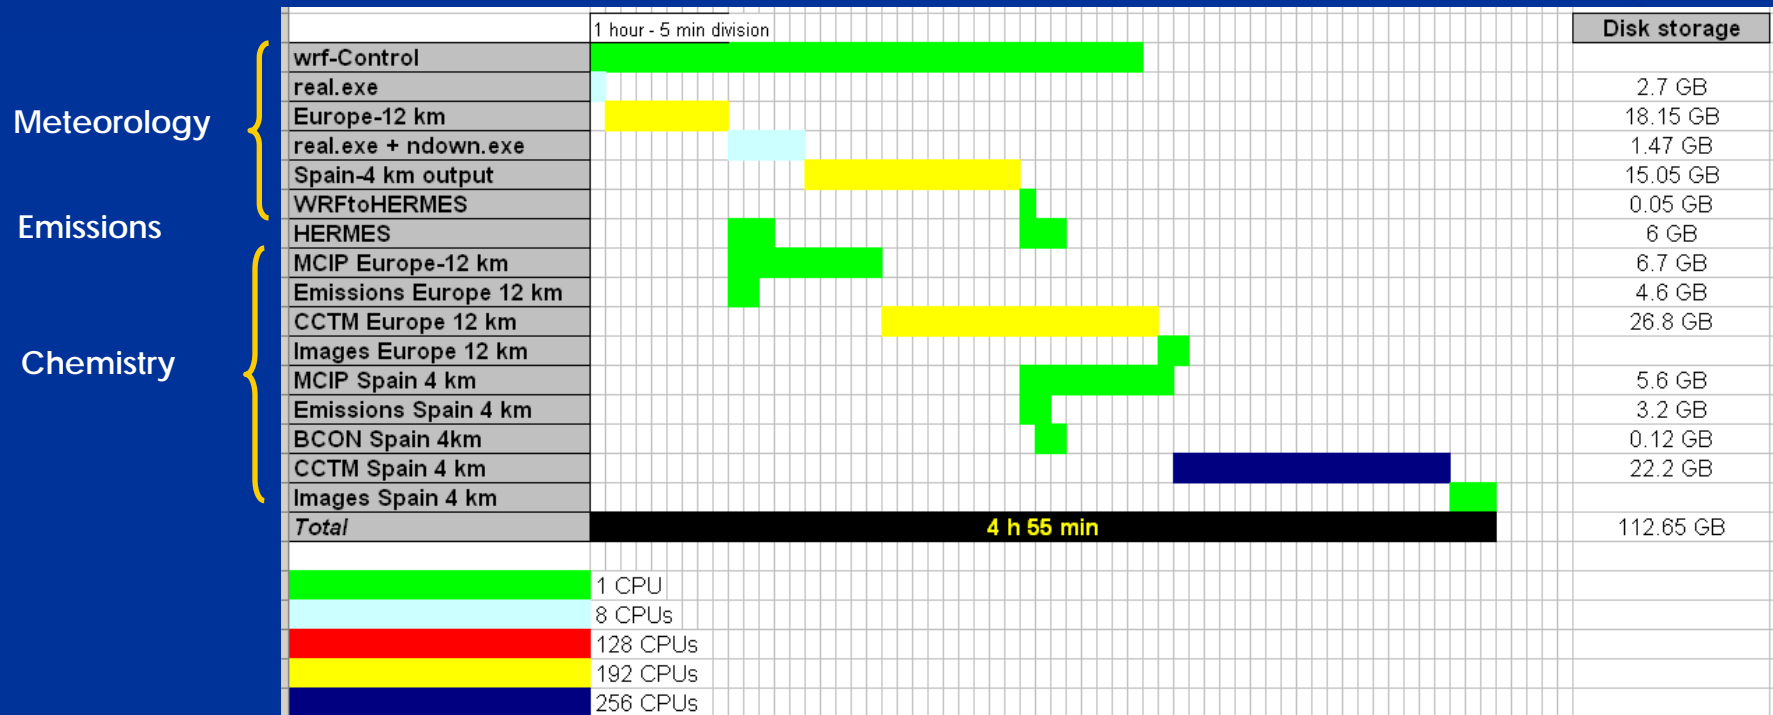 1 hour - 5 min division Disk storage
wrf-Control
real.exe 2.7 GB
Meteorology
Europe-12 km 18.15 GB
real.exe + ndown.exe 1.47 GB
Spain-4 km output 15.05 GB
WRFtoHERMES 0.05 GB
Emissions
HERMES 6 GB
MCIP Europe-12 km 6.7 GB
Emissions Europe 12 km 4.6 GB
CCTM Europe 12 km 26.8 GB
Images Europe 12 km
Chemistry
MCIP Spain 4 km 5.6 GB
Emissions Spain 4 km 3.2 GB
BCON Spain 4km 0.12 GB
CCTM Spain 4 km 22.2 GB
Images Spain 4 km
Total 4 h 55 min 112.65 GB
1 CPU
8 CPUs
128 CPUs
192 CPUs
256 CPUs